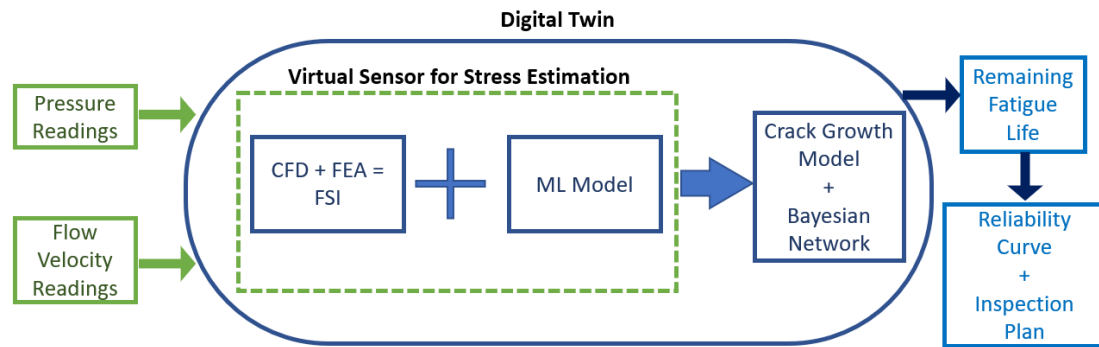 Digital Twin
Virtual Sensor for Stress Estimation
Pressure
Readings
Flow
Velocity
Readings
CFD + FEA =
FSI
ML Model
Crack Growth
Model
+
Bayesian
Network
Remaining
Fatigue
Life
Reliability
Curve
+
Inspection
Plan